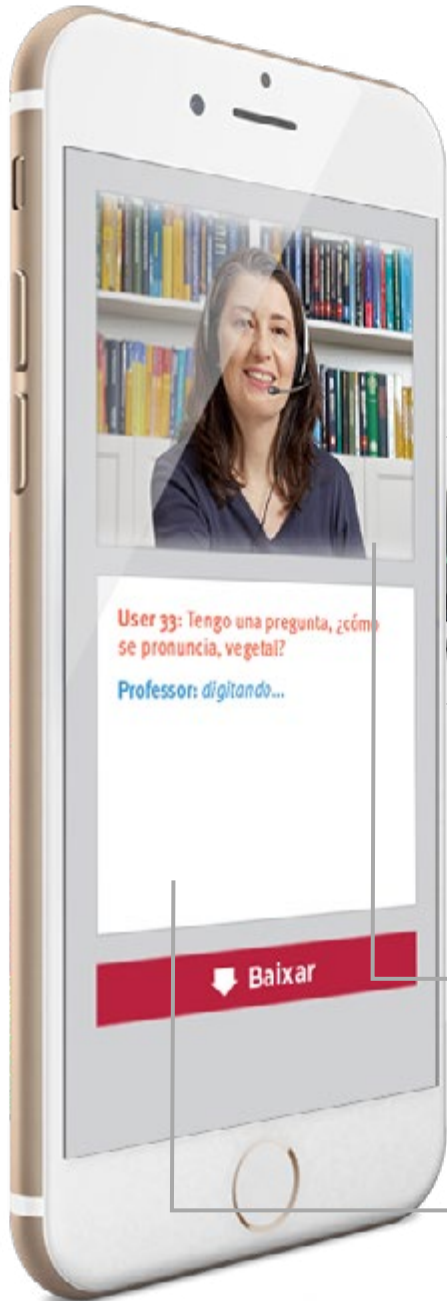 User 33: Tengo una pregunta, ¿cómo
se pronuncia, vegetal?
Professor: digitando...
Baixar